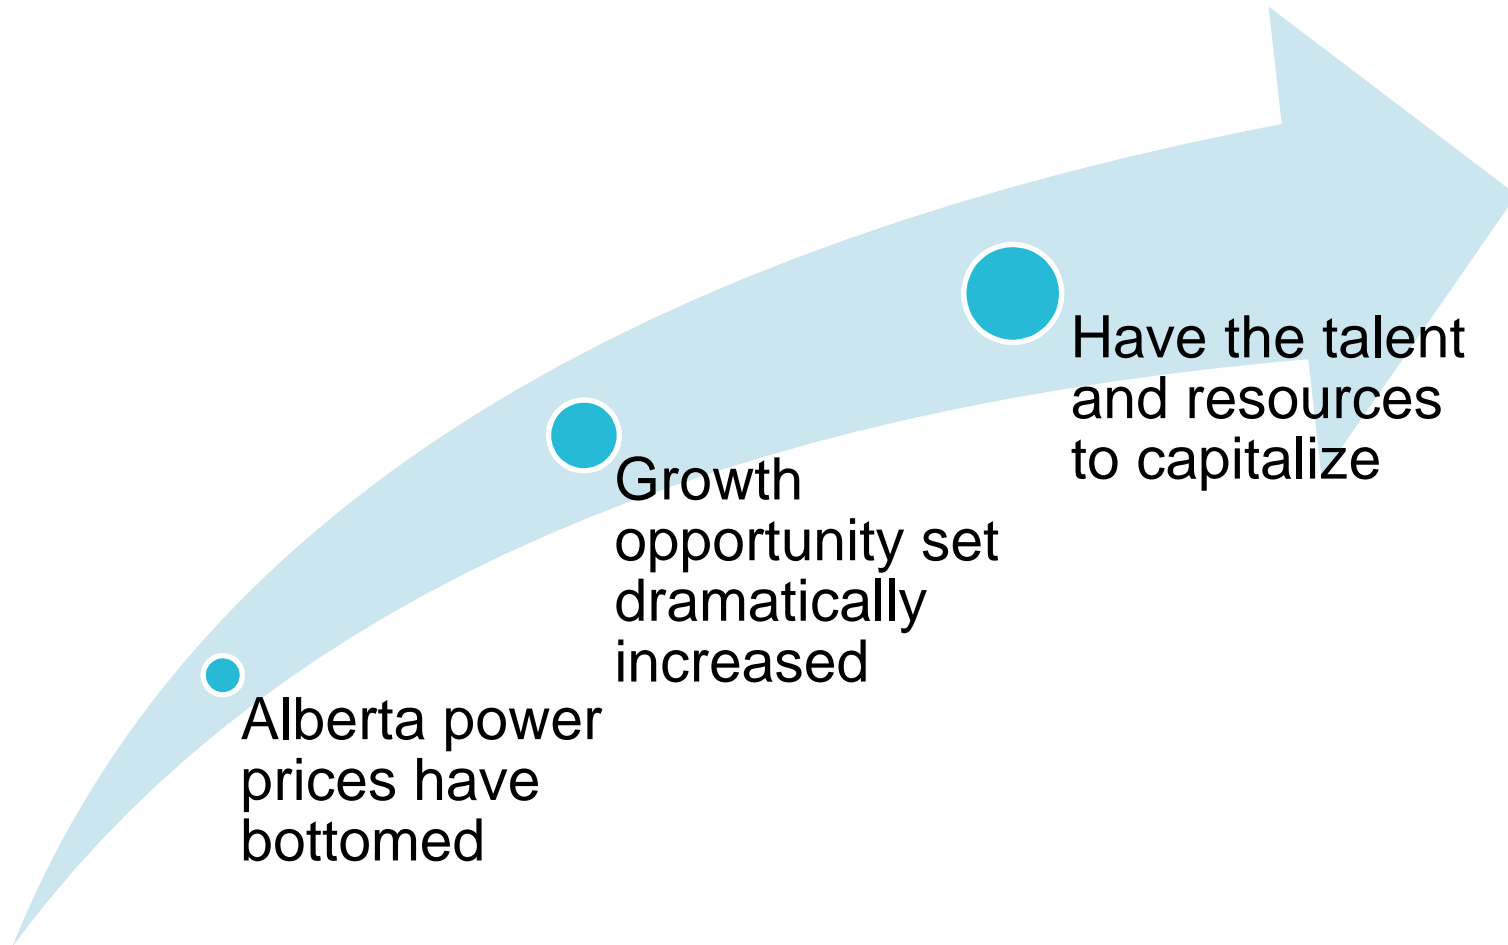 Alberta power
prices have
bottomed
Growth
opportunity set
dramatically
increased
Have the talent
and resources
to capitalize